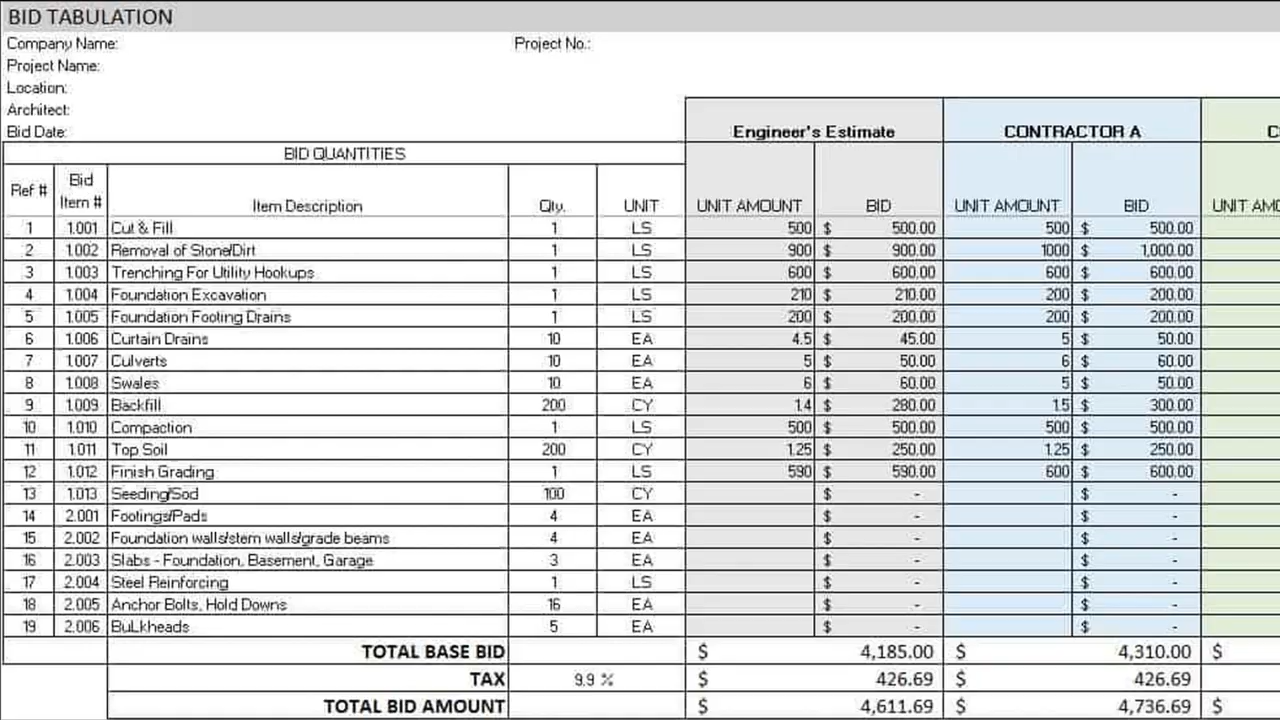 BID TABULATION
Company Name: Project No.:
Project Name:
Location:
Architect:
Bid Date: Engineer's Estimate CONTRACTOR A C
BID QUANTITIES
Ref # Bid Item # Item Description Qty. UNIT UNIT AMOUNT BID UNIT AMOUNT BID UNIT AMO
1 1.001 Cut & Fill 1 LS 500 $ 500.00 500 $ 500.00
2 1.002 Removal of Stone/Dirt 1 LS 900 $ 900.00 1000 $ 1,000.00
3 1.003 Trenching For Utility Hookups 1 LS 600 $ 600.00 600 $ 600.00
4 1.004 Foundation Excavation 1 LS 210 $ 210.00 200 $ 200.00
5 1.005 Foundation Footing Drains 1 LS 200 $ 200.00 200 $ 200.00
6 1.006 Curtain Drains 10 EA 4.5 $ 45.00 5 $ 50.00
7 1.007 Culverts 10 EA 5 $ 50.00 6 $ 60.00
8 1.008 Swales 10 EA 6 $ 60.00 5 $ 50.00
9 1.009 Backfill 200 CY 1.4 $ 280.00 1.5 $ 300.00
10 1.010 Compaction 1 LS 500 $ 500.00 500 $ 500.00
11 1.011 Top Soil 200 CY 1.25 $ 250.00 1.25 $ 250.00
12 1.012 Finish Grading 1 LS 590 $ 590.00 600 $ 600.00
13 1.013 Seeding/Sod 100 CY $ - $ -
14 2.001 Footings/Pads 4 EA $ - $ -
15 2.002 Foundation walls/stem walls/grade beams 4 EA $ - $ -
16 2.003 Slabs - Foundation, Basement, Garage 3 EA $ - $ -
17 2.004 Steel Reinforcing 1 LS $ - $ -
18 2.005 Anchor Bolts, Hold Downs 16 EA $ - $ -
19 2.006 BuLkheads 5 EA $ - $ -
TOTAL BASE BID $ 4,185.00 $ 4,310.00 $
TAX 9.9 % $ 426.69 $ 426.69
TOTAL BID AMOUNT $ 4,611.69 $ 4,736.69 $